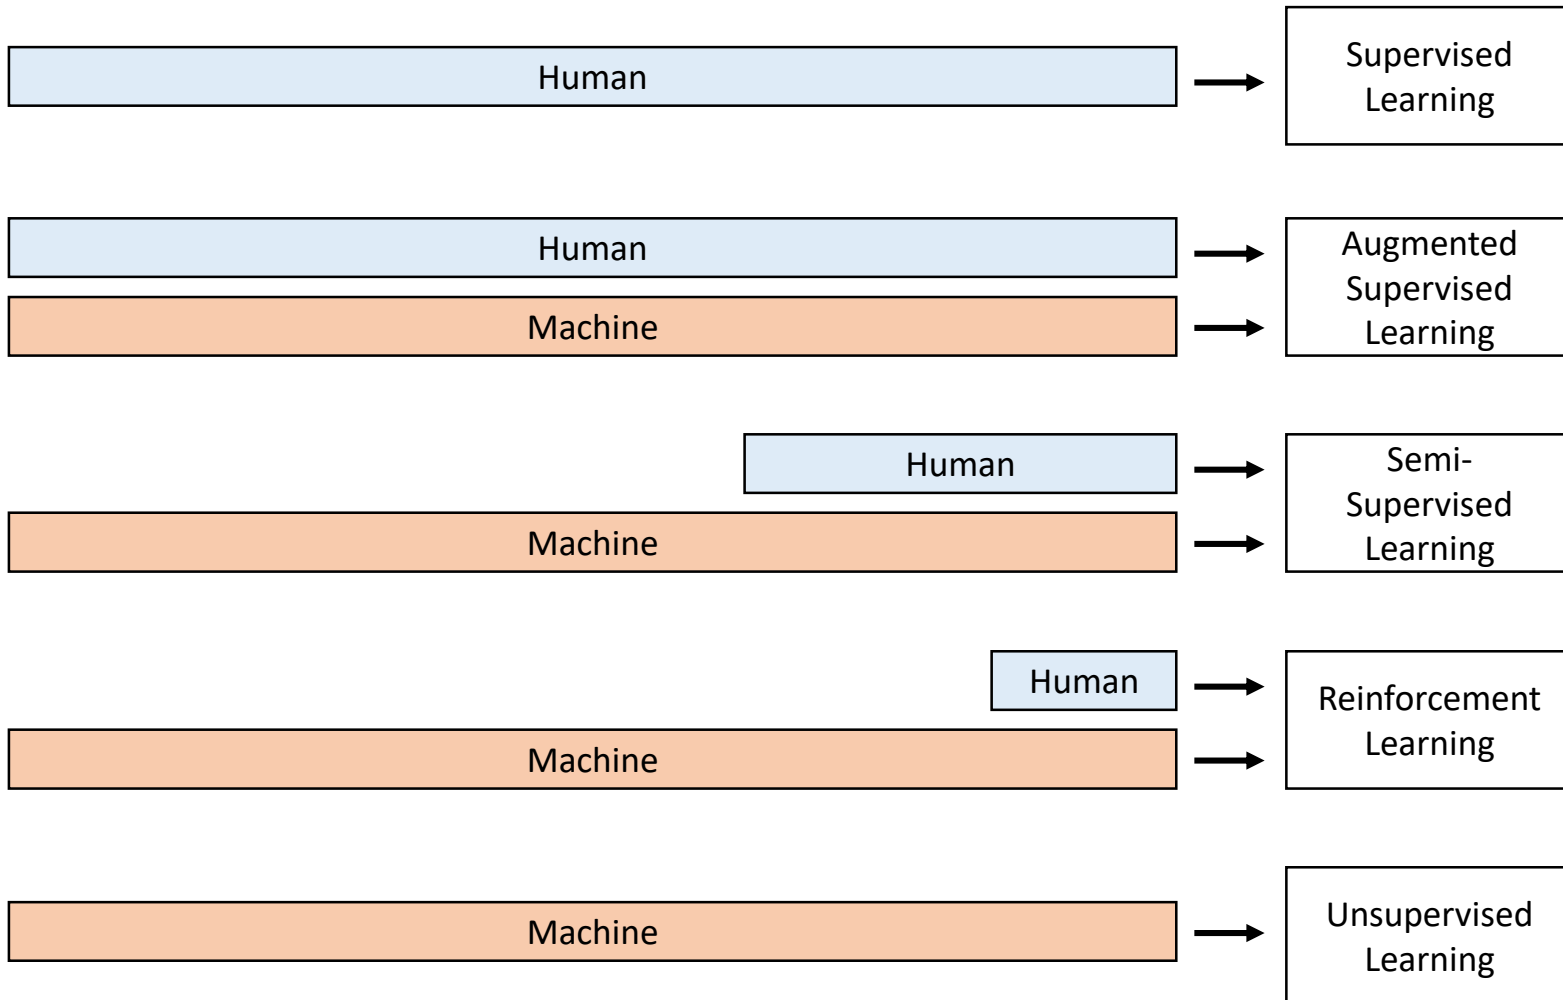 Human
Supervised
Learning
Human
Machine
Augmented
Supervised
Learning
Human
Machine
Semi-
Supervised
Learning
Human
Machine
Reinforcement
Learning
Machine
Unsupervised
Learning